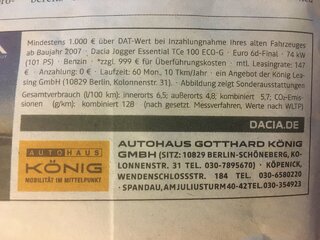 Mindestens 1.000 € über DAT-Wert bei Inzahlungnahme Ihres alten Fahrzeuges
ab Baujahr 2007 · Dacia Jogger Essential TCe 100 ECO-G · Euro 6d-Final · 74 kW
(101 PS) · Benzin · *zzgl. 999 € für Überführungskosten · mtl. Leasingrate: 147
€ · Anzahlung: 0 € · Laufzeit: 60 Mon., 10 Tkm/Jahr · ein Angebot der König Lea-
sing GmbH (10829 Berlin, Kolonnenstr. 31). · Abbildung zeigt Sonderausstattungen
Gesamtverbrauch (l/100 km): innerorts 6,5; außerorts 4,8; kombiniert 5,7; CO₂-Emissio-
nen (g/km); kombiniert 128 (nach gesetzl. Messverfahren, Werte nach WLTP)
DACIA.DE
AUTOHAUS
KÖNIG
MOBILITÄT IM MITTELPUNKT
AUTOHAUS GOTTHARD KÖNIG
GMBH (SITZ: 10829 BERLIN-SCHÖNEBERG, KO-
LONNENSTR. 31 TEL. 030-7895670) · KÖPENICK,
WENDENSCHLOSSSTR. 184 TEL. 030-6580220
· SPANDAU, AM JULIUSTURM 40-42 TEL. 030-354923